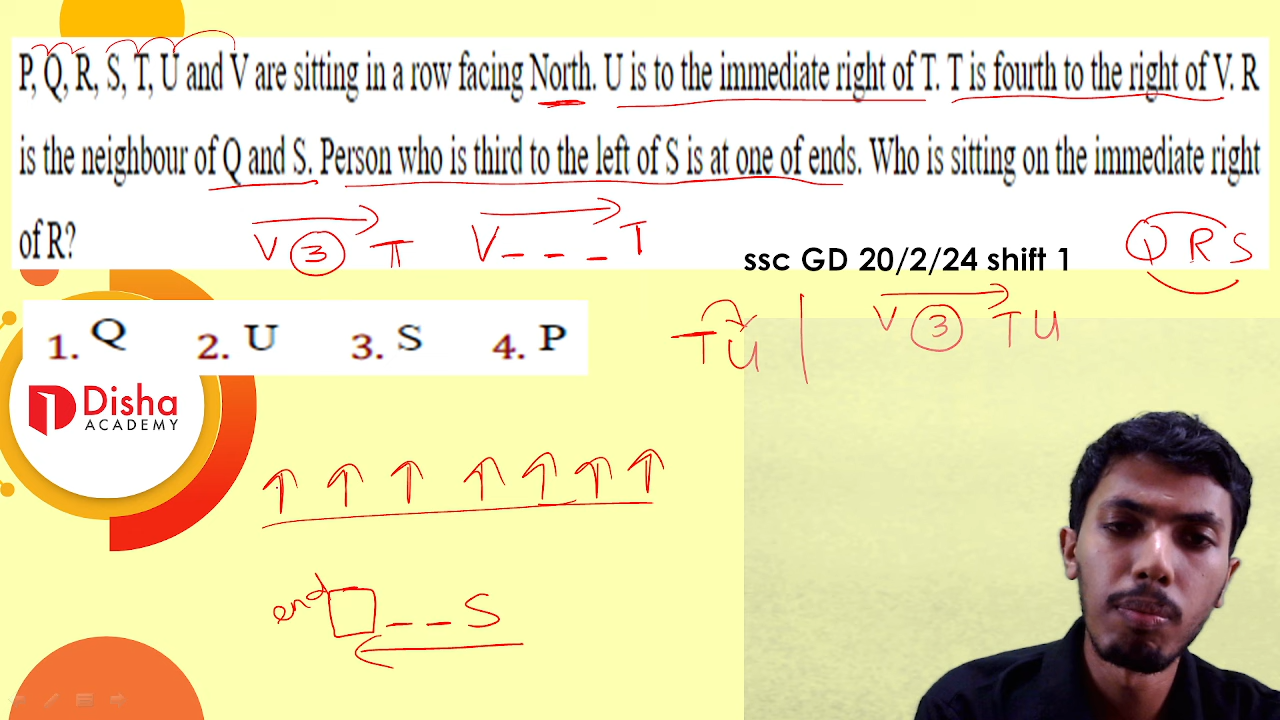 P, Q, R, S, T, U and V are sitting in a row facing North. U is to the immediate right of T. T is fourth to the right of V. R
is the neighbour of Q and S. Person who is third to the left of S is at one of ends. Who is sitting on the immediate right
of R?
V 3 T
V _ _ _ T
Q R S
ssc GD 20/2/24 shift 1
T U
V 3 T U
1. Q 2. U 3. S 4. P
Disha
ACADEMY
end _ _ S